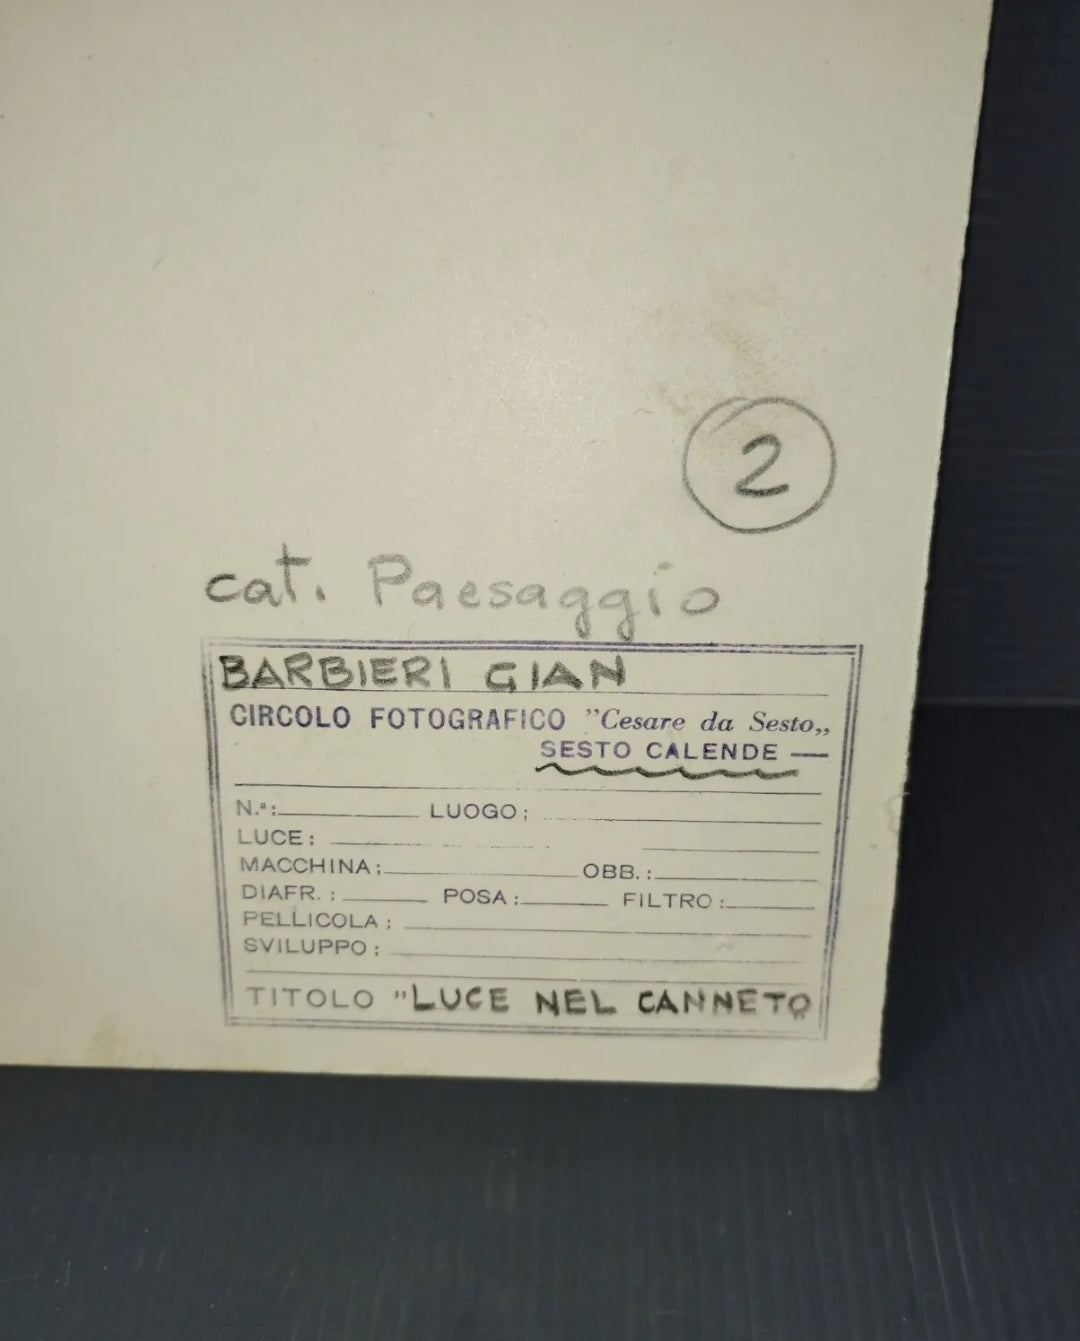 2
cat. Paesaggio
BARBIERI GIAN
CIRCOLO FOTOGRAFICO "Cesare da Sesto„
SESTO CALENDE —
N.º: LUOGO:
LUCE:
MACCHINA: OBB.:
DIAFR.: POSA: FILTRO:
PELLICOLA:
SVILUPPO:
TITOLO "LUCE NEL CANNETO"